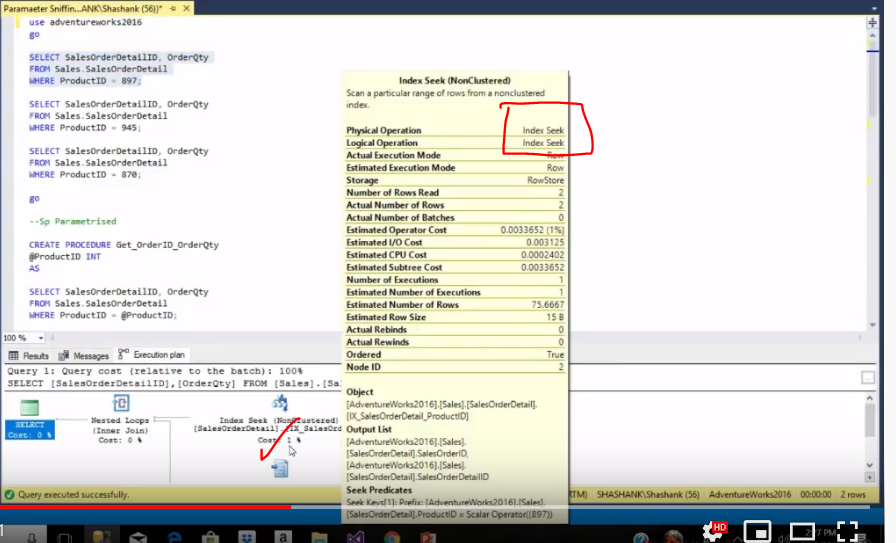 Paramaeter Sniffin...ANK\Shashank (56))*
use adventureworks2016
go
SELECT SalesOrderDetailID, OrderQty
FROM Sales.SalesOrderDetail
WHERE ProductID = 897;
SELECT SalesOrderDetailID, OrderQty
FROM Sales.SalesOrderDetail
WHERE ProductID = 945;
SELECT SalesOrderDetailID, OrderQty
FROM Sales.SalesOrderDetail
WHERE ProductID = 870;
go
--Sp Parametrised
CREATE PROCEDURE Get_OrderID_OrderQty
@ProductID INT
AS
SELECT SalesOrderDetailID, OrderQty
FROM Sales.SalesOrderDetail
WHERE ProductID = @ProductID;
100 %
Results Messages Execution plan
Query 1: Query cost (relative to the batch): 100%
SELECT [SalesOrderDetailID],[OrderQty] FROM [Sales].[Sa
SELECT
Cost: 0 %
Nested Loops
(Inner Join)
Cost: 0 %
Index Seek (NonClustered)
[SalesOrderDetail].[IX_SalesOrd
Cost: 1 %
Index Seek (NonClustered)
Scan a particular range of rows from a nonclustered
index.
Physical Operation Index Seek
Logical Operation Index Seek
Actual Execution Mode Row
Estimated Execution Mode Row
Storage RowStore
Number of Rows Read 2
Actual Number of Rows 2
Actual Number of Batches 0
Estimated Operator Cost 0.0033652 (1%)
Estimated I/O Cost 0.003125
Estimated CPU Cost 0.0002402
Estimated Subtree Cost 0.0033652
Number of Executions 1
Estimated Number of Executions 1
Estimated Number of Rows 75.6667
Estimated Row Size 15 B
Actual Rebinds 0
Actual Rewinds 0
Ordered True
Node ID 2
Object
[AdventureWorks2016].[Sales].[SalesOrderDetail].
[IX_SalesOrderDetail_ProductID]
Output List
[AdventureWorks2016].[Sales].
[SalesOrderDetail].SalesOrderID,
[AdventureWorks2016].[Sales].
[SalesOrderDetail].SalesOrderDetailID
Seek Predicates
Seek Keys[1]: Prefix: [AdventureWorks2016].[Sales].
[SalesOrderDetail].ProductID = Scalar Operator((897))
Query executed successfully.
RTM) SHASHANK\Shashank (56) AdventureWorks2016 00:00:00 2 rows
HD